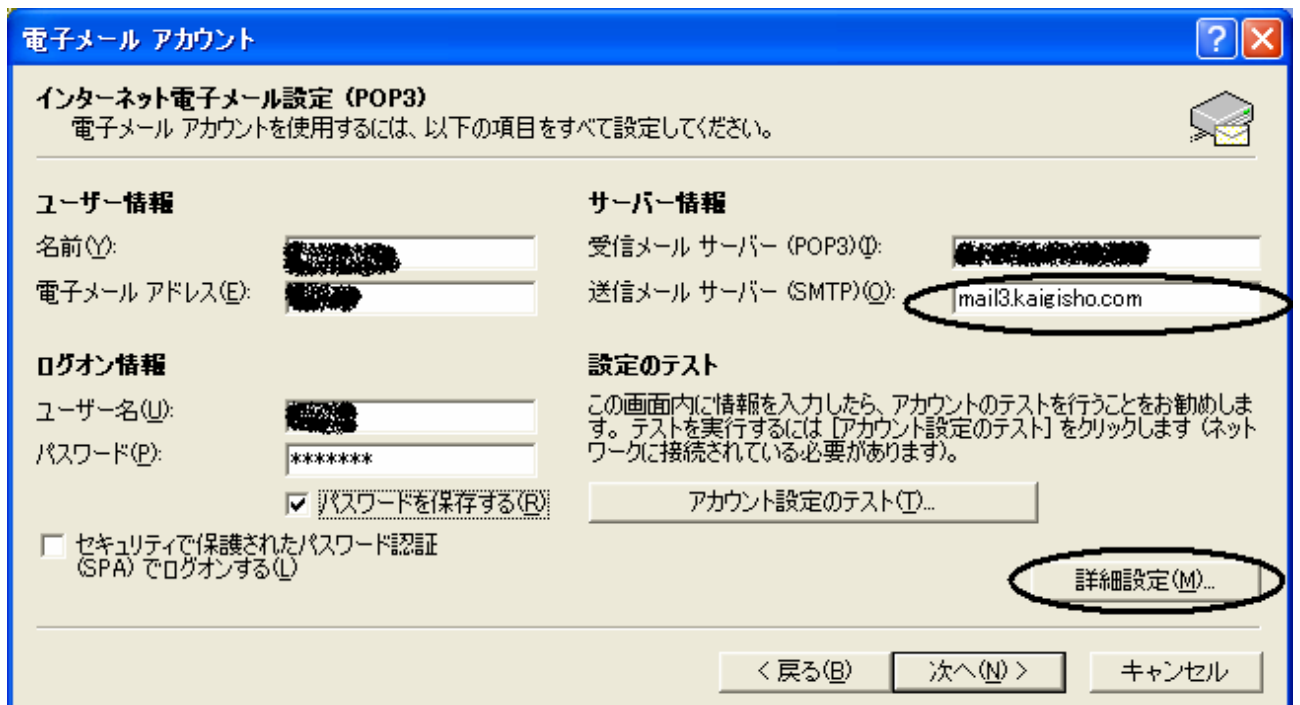 電子メール アカウント
インターネット電子メール設定 (POP3)
電子メール アカウントを使用するには、以下の項目をすべて設定してください。
ユーザー情報
名前(Y):
電子メール アドレス(E):
サーバー情報
受信メール サーバー (POP3)(I):
送信メール サーバー (SMTP)(O):
mail3.kaigisho.com
ログオン情報
ユーザー名(U):
パスワード(P):
*******
パスワードを保存する(R)
セキュリティで保護されたパスワード認証
(SPA) でログオンする(L)
設定のテスト
この画面内に情報を入力したら、アカウントのテストを行うことをお勧めしま
す。テストを実行するには [アカウント設定のテスト] をクリックします (ネット
ワークに接続されている必要があります)。
アカウント設定のテスト(T)...
詳細設定(M)...
< 戻る(B)
次へ(N) >
キャンセル